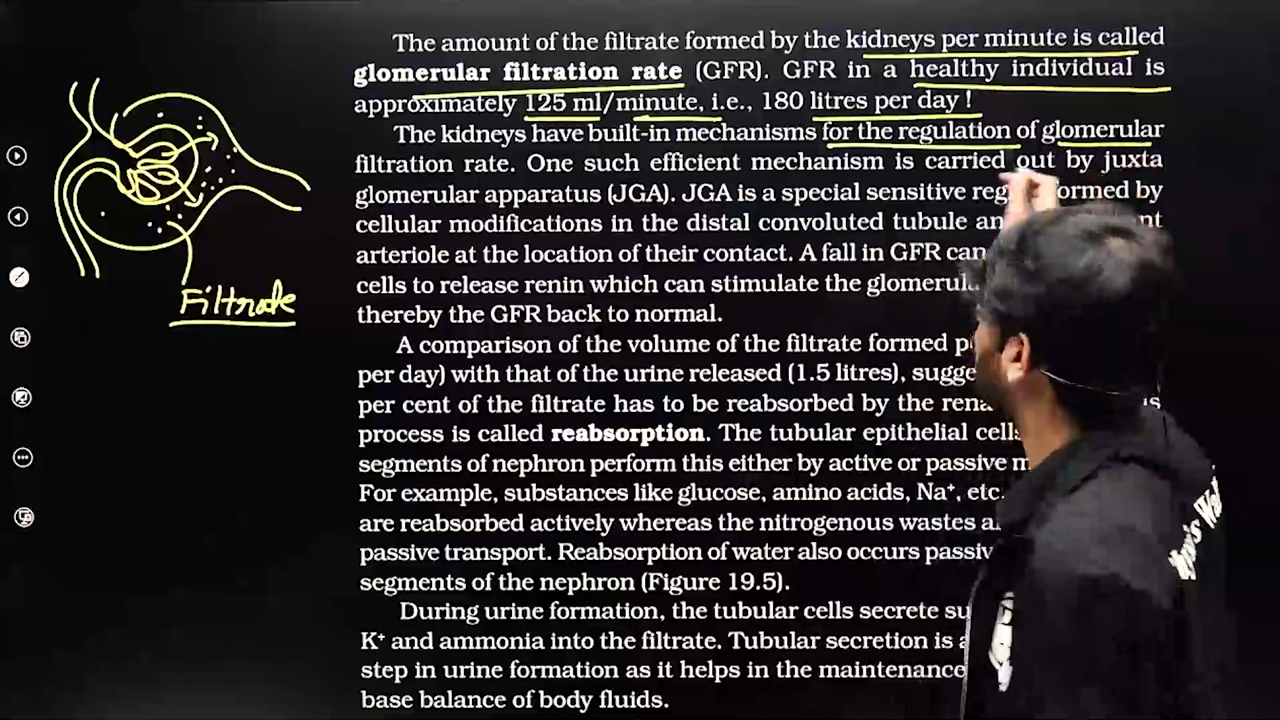 The amount of the filtrate formed by the kidneys per minute is called
glomerular filtration rate (GFR). GFR in a healthy individual is
approximately 125 ml/minute, i.e., 180 litres per day !
The kidneys have built-in mechanisms for the regulation of glomerular
filtration rate. One such efficient mechanism is carried out by juxta
glomerular apparatus (JGA). JGA is a special sensitive formed by
cellular modifications in the distal convoluted tubule
arteriole at the location of their contact. A fall in GFR can
cells to release renin which can stimulate the
thereby the GFR back to normal.
Filtrate
A comparison of the volume of the filtrate formed
per day) with that of the urine released (1.5 litres),
per cent of the filtrate has to be reabsorbed by the
process is called reabsorption. The tubular epithelial
segments of nephron perform this either by active or passive
For example, substances like glucose, amino acids, Na⁺, etc.
are reabsorbed actively whereas the nitrogenous wastes
passive transport. Reabsorption of water also occurs
segments of the nephron (Figure 19.5).
During urine formation, the tubular cells secrete
K⁺ and ammonia into the filtrate. Tubular secretion is
step in urine formation as it helps in the maintenance
base balance of body fluids.